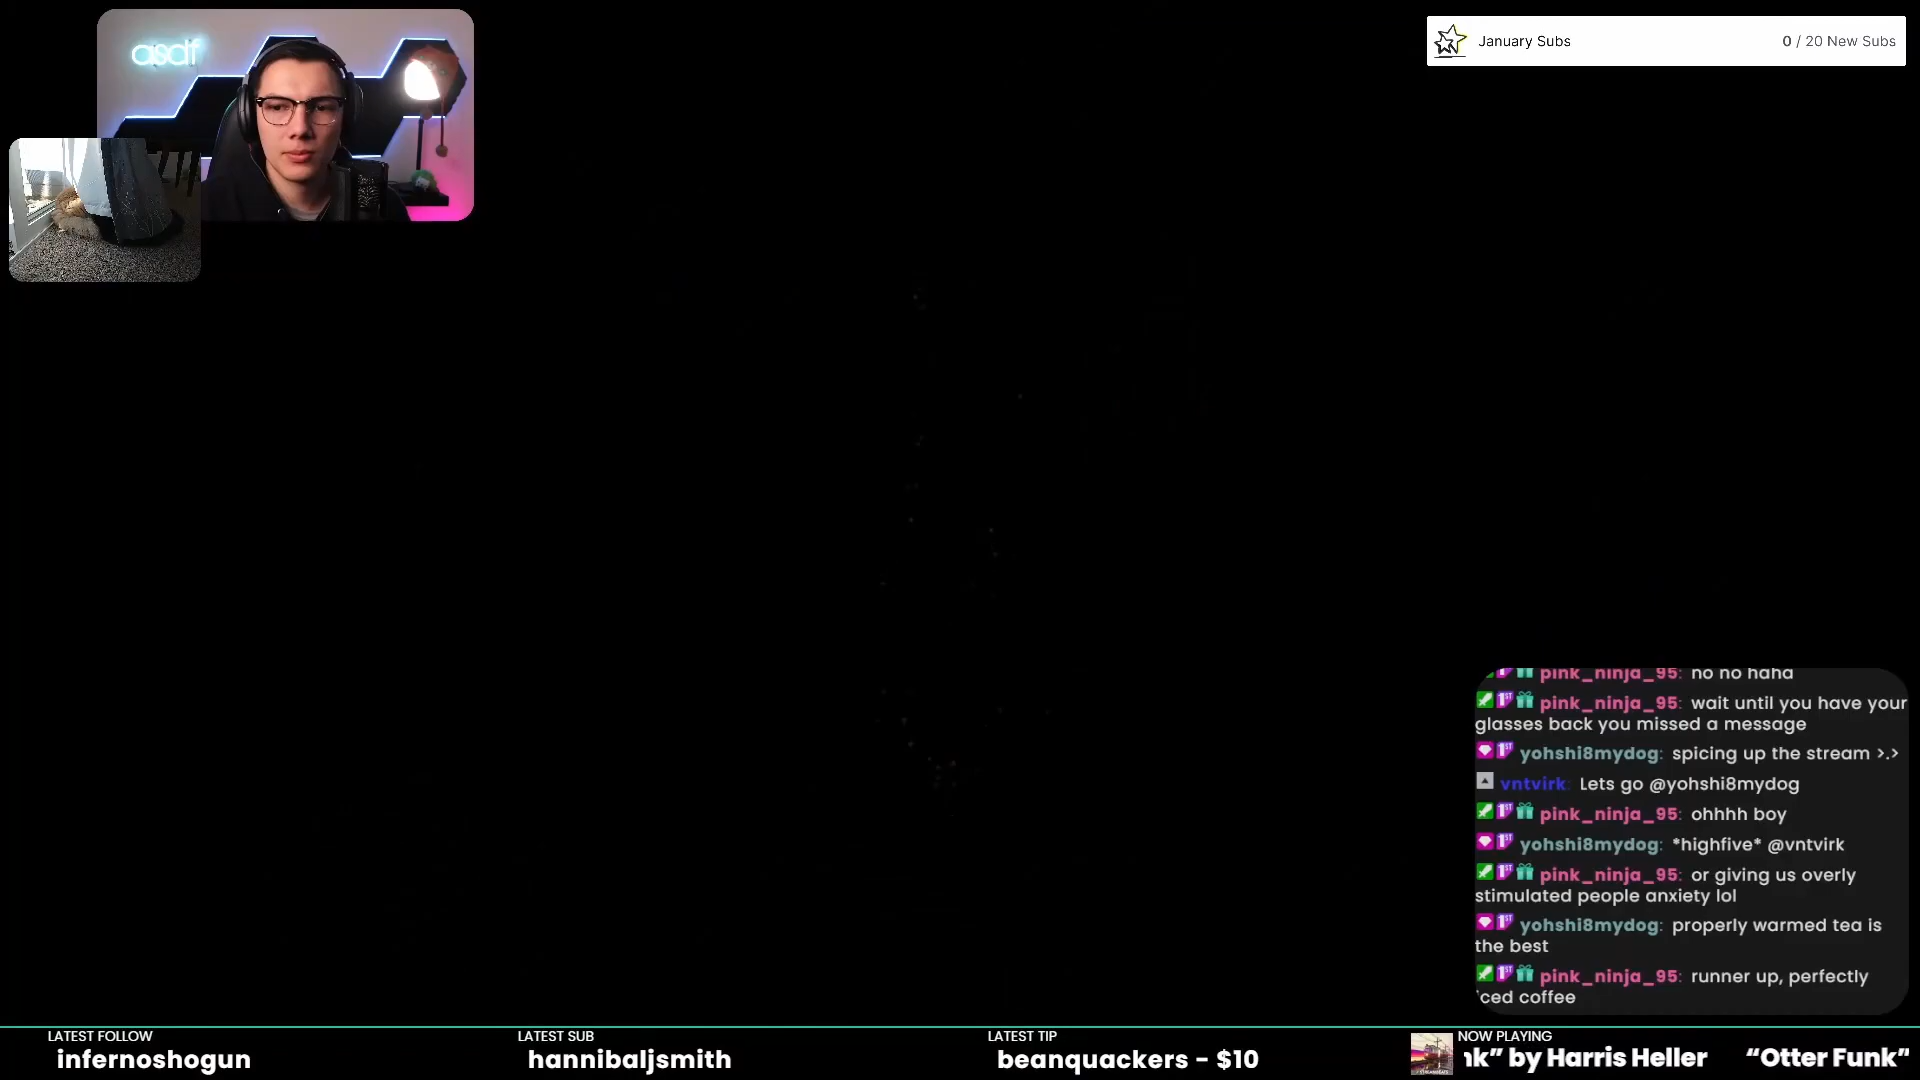 asdf
January Subs 0 / 20 New Subs
pink_ninja_95: no no haha
pink_ninja_95: wait until you have your
glasses back you missed a message
yohshi8mydog: spicing up the stream >.>
vntvirk: Lets go @yohshi8mydog
pink_ninja_95: ohhhh boy
yohshi8mydog: *highfive* @vntvirk
pink_ninja_95: or giving us overly
stimulated people anxiety lol
yohshi8mydog: properly warmed tea is
the best
pink_ninja_95: runner up, perfectly
iced coffee
LATEST FOLLOW
infernoshogun
LATEST SUB
hannibaljsmith
LATEST TIP
beanquackers - $10
NOW PLAYING
nk” by Harris Heller “Otter Funk”